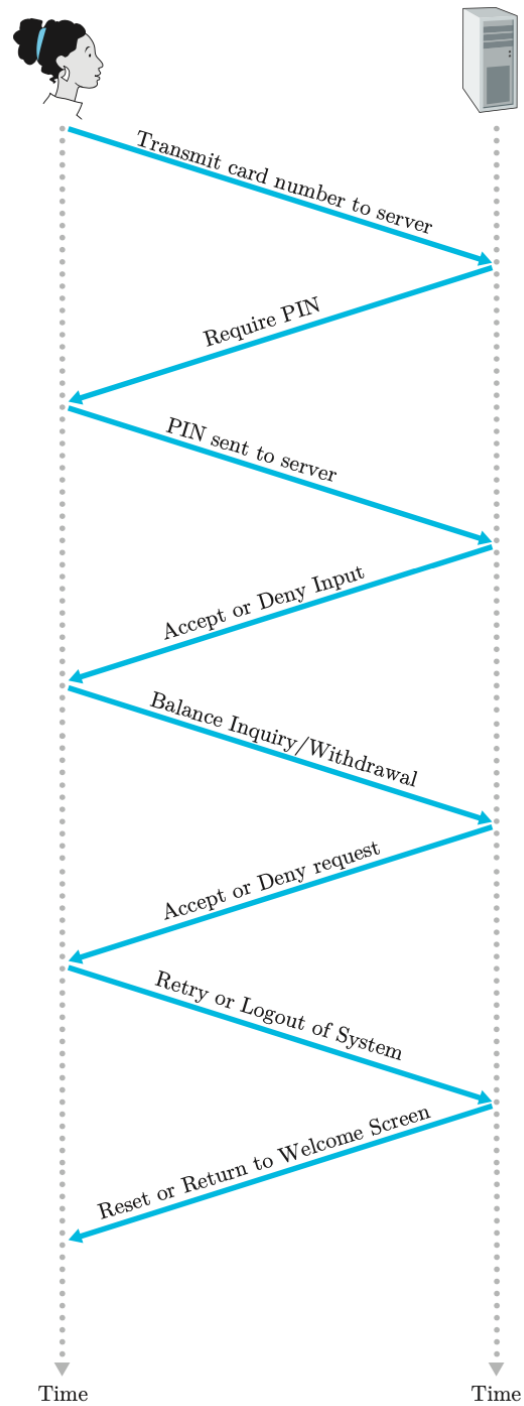 Transmit card number to server
Require PIN
PIN sent to server
Accept or Deny Input
Balance Inquiry/Withdrawal
Accept or Deny request
Retry or Logout of System
Reset or Return to Welcome Screen
Time
Time